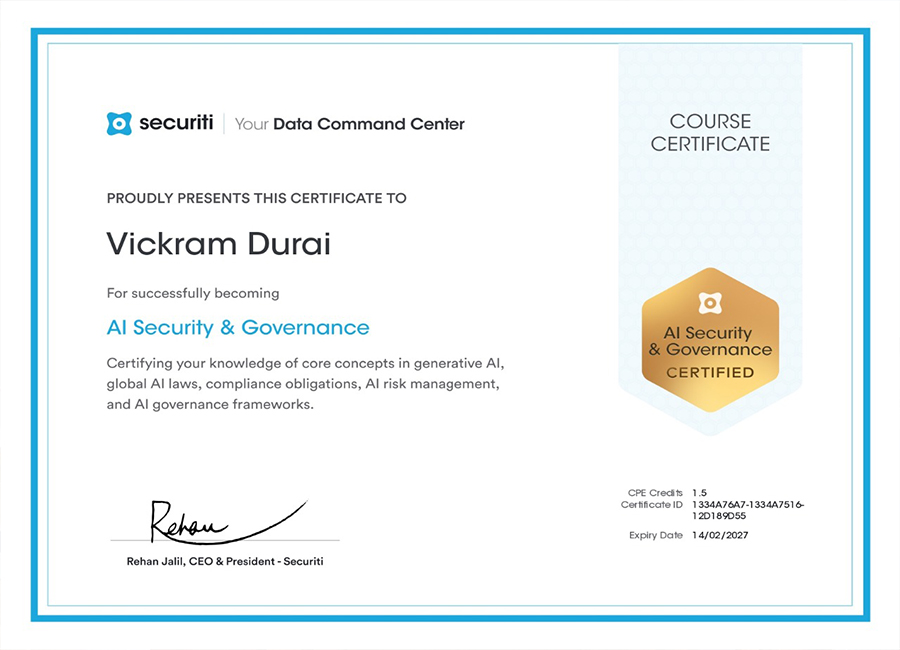 securiti | Your Data Command Center
COURSE
CERTIFICATE
PROUDLY PRESENTS THIS CERTIFICATE TO
Vickram Durai
For successfully becoming
AI Security & Governance
Certifying your knowledge of core concepts in generative AI,
global AI laws, compliance obligations, AI risk management,
and AI governance frameworks.
AI Security
& Governance
CERTIFIED
Rehan
Rehan Jalil, CEO & President - Securiti
CPE Credits 1.5
Certificate ID 1334A76A7-1334A7516-
12D189D55
Expiry Date 14/02/2027